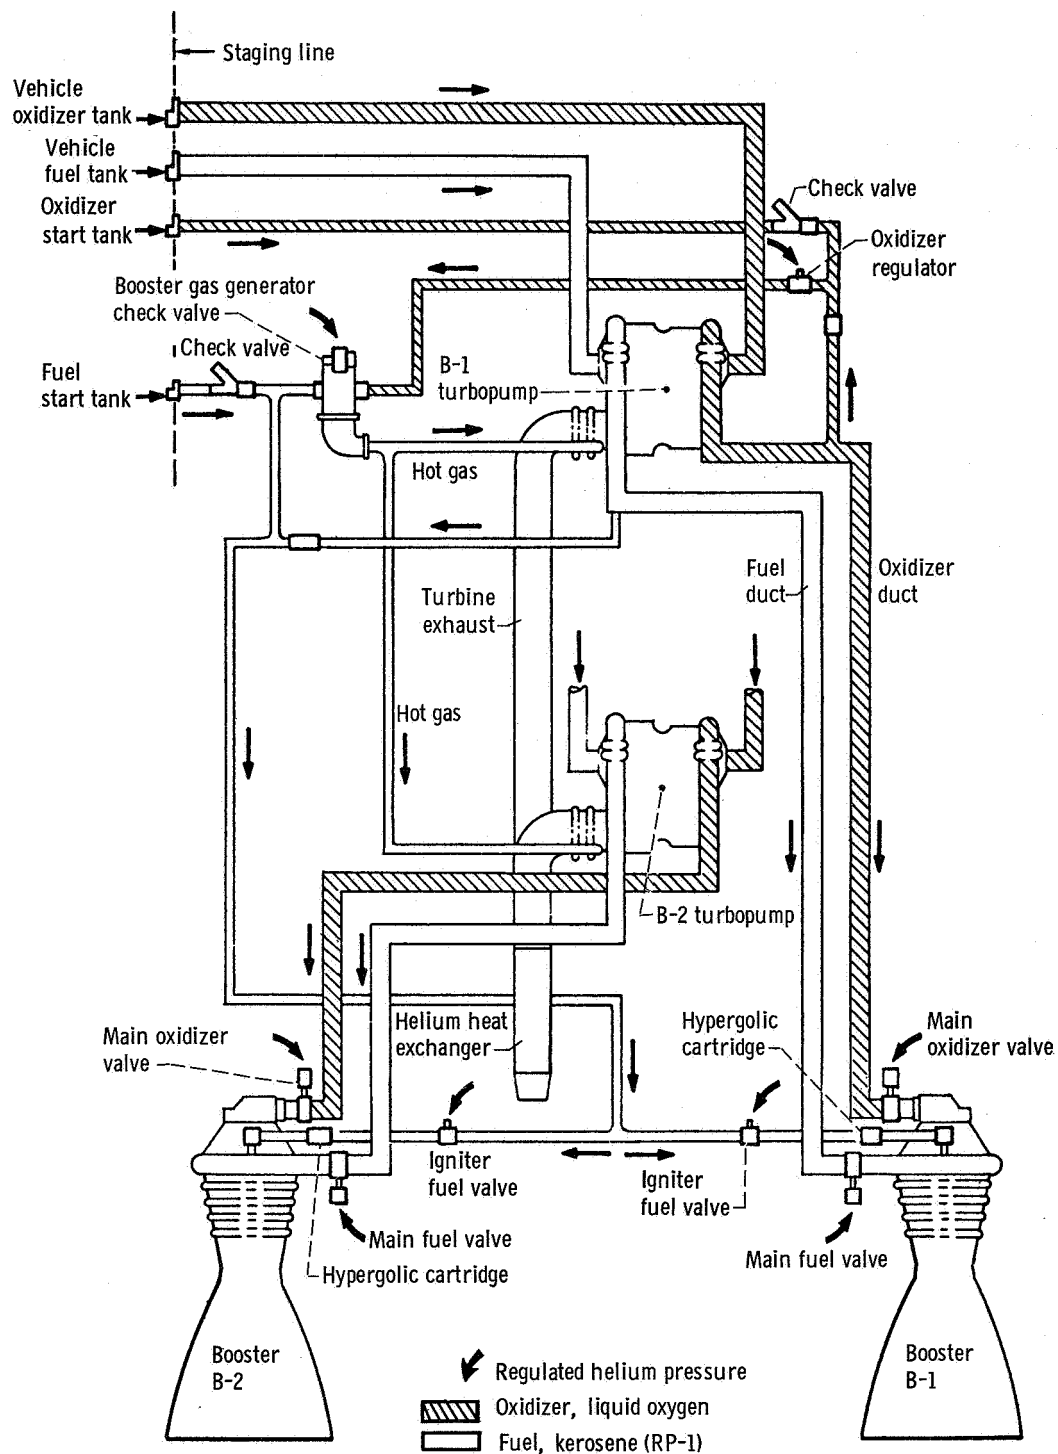 Staging line
Vehicle
oxidizer tank
Vehicle
fuel tank
Oxidizer
start tank
Check valve
Oxidizer
regulator
Booster gas generator
check valve
Check valve
Fuel
start tank
B-1
turbopump
Hot gas
Turbine
exhaust
Fuel
duct
Oxidizer
duct
Hot gas
B-2 turbopump
Main oxidizer
valve
Helium heat
exchanger
Hypergolic
cartridge
Main
oxidizer valve
Igniter
fuel valve
Igniter
fuel valve
Main fuel valve
Hypergolic cartridge
Main fuel valve
Booster
B-2
Booster
B-1
Regulated helium pressure
Oxidizer, liquid oxygen
Fuel, kerosene (RP-1)